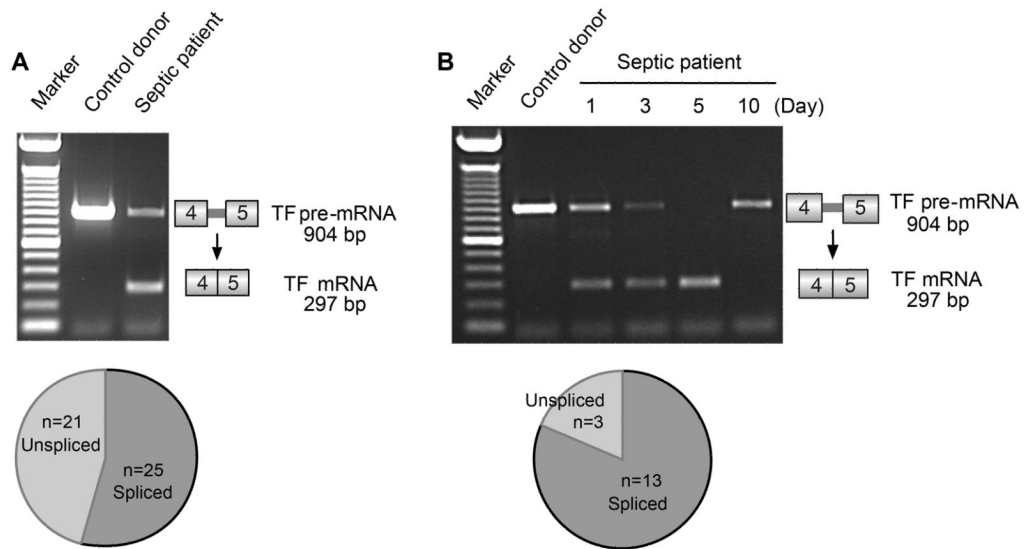 A
Marker
Control donor
Septic patient
4
5
TF pre-mRNA
904 bp
4
5
TF mRNA
297 bp
n=21
Unspliced
n=25
Spliced
B
Marker
Control donor
Septic patient
1 3 5 10 (Day)
4
5
TF pre-mRNA
904 bp
4
5
TF mRNA
297 bp
Unspliced
n=3
n=13
Spliced